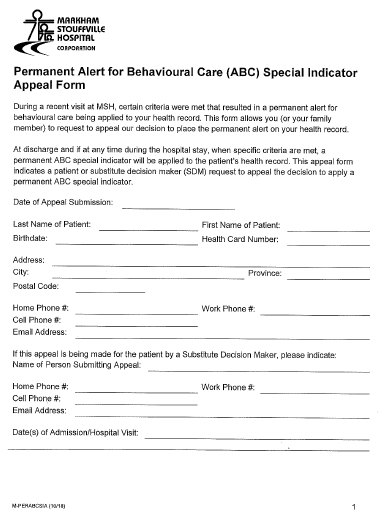 MARKHAM
STOUFFVILLE
HOSPITAL
CORPORATION
Permanent Alert for Behavioural Care (ABC) Special Indicator
Appeal Form
During a recent visit at MSH, certain criteria were met that resulted in a permanent alert for
behavioural care being applied to your health record. This form allows you (or your family
member) to request to appeal our decision to place the permanent alert on your health record.
At discharge and if at any time during the hospital stay, when specific criteria are met, a
permanent ABC special indicator will be applied to the patient's health record. This appeal form
indicates a patient or substitute decision maker (SDM) request to appeal the decision to apply a
permanent ABC special indicator.
Date of Appeal Submission:
Last Name of Patient: First Name of Patient:
Birthdate: Health Card Number:
Address:
City: Province:
Postal Code:
Home Phone #: Work Phone #:
Cell Phone #:
Email Address:
If this appeal is being made for the patient by a Substitute Decision Maker, please indicate:
Name of Person Submitting Appeal:
Home Phone #: Work Phone #:
Cell Phone #:
Email Address:
Date(s) of Admission/Hospital Visit:
M-PERABCSIA (10/18) 1